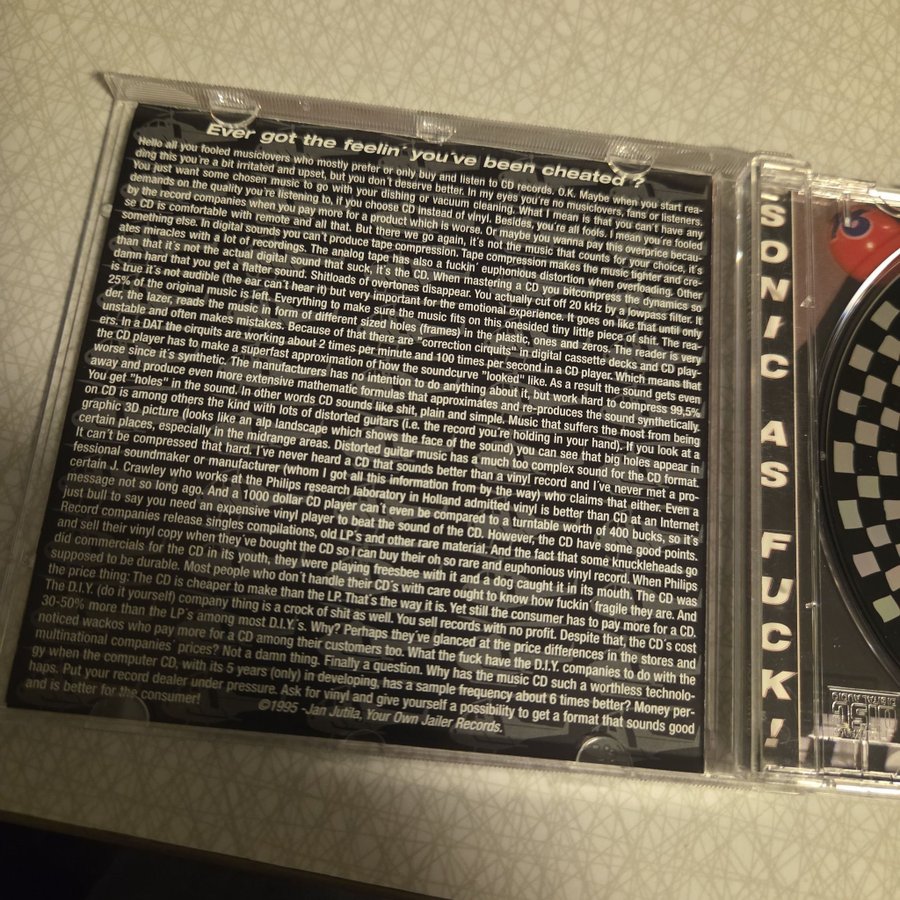 Ever got the feelin' you've been cheated ?
Hello all you fooled musiclovers who mostly prefer or only buy and listen to CD records. O.K. Maybe when you start rea-
ding this you're a bit irritated and upset, but you don't deserve better. In my eyes you're no musiclovers, fans or listeners
You just want some chosen music to go with your dishing or vacuum cleaning. What I mean is that you can't have any
demands on the quality you're listening to, if you choose CD instead of vinyl. Besides, you're all fools. I mean you're fooled
by the record companies when you pay more for a product which is worse. Or maybe you wanna pay this overprice becau-
se CD is comfortable with remote and all that. But there we go again, it's not the music that counts for your choice, it's
something else. In digital sounds you can't produce tape compression. Tape compression makes the music tighter and cre-
ates miracles with a lot of recordings. The analog tape has also a fuckin' euphonious distortion when overloading. Other
than that it's not the actual digital sound that suck, it's the CD. When mastering a CD you bitcompress the dynamics so
damn hard that you get a flatter sound. Shitloads of overtones disappear. You actually cut off 20 kHz by a lowpass filter. It
is true it's not audible (the ear can't hear it) but very important for the emotional experience. It goes on like that until only
25% of the original music is left. Everything to make sure the music fits on this onesided tiny little piece of shit. The rea-
der, the lazer, reads the music in form of different sized holes (frames) in the plastic, ones and zeros. The reader is very
unstable and often makes mistakes. Because of that there are "correction cirquits" in digital cassette decks and CD play-
ers. In a DAT the cirquits are working about 2 times per minute and 100 times per second in a CD player. Which means that
the CD player has to make a superfast approximation of how the soundcurve "looked" like. As a result the sound gets even
worse since it's synthetic. The manufacturers has no intention to do anything about it, but work hard to compress 99,5%
away and produce even more extensive mathematic formulas that approximates and re-produces the sound synthetically.
You get "holes" in the sound. In other words CD sounds like shit, plain and simple. Music that suffers the most from being
on CD is among others the kind with lots of distorted guitars (i.e. the record you're holding in your hand). If you look at a
graphic 3D picture (looks like an alp landscape which shows the face of the sound) you can see that big holes appear in
certain places, especially in the midrange areas. Distorted guitar music has a much too complex sound for the CD format.
It can't be compressed that hard. I've never heard a CD that sounds better than a vinyl record and I've never met a pro-
fessional soundmaker or manufacturer (whom I got all this information from by the way) who claims that either. Even a
certain J. Crawley who works at the Philips research laboratory in Holland admitted vinyl is better than CD at an Internet
message not so long ago. And a 1000 dollar CD player can't even be compared to a turntable worth of 400 bucks, so it's
just bull to say you need an expensive vinyl player to beat the sound of the CD. However, the CD have some good points.
Record companies release singles compilations, old LP's and other rare material. And the fact that some knuckleheads go
and sell their vinyl copy when they've bought the CD so I can buy their oh so rare and euphonious vinyl record. When Philips
did commercials for the CD in its youth, they were playing freesbee with it and a dog caught it in its mouth. The CD was
supposed to be durable. Most people who don't handle their CD's with care ought to know how fuckin' fragile they are. And
the price thing: The CD is cheaper to make than the LP. That's the way it is. Yet still the consumer has to pay more for a CD.
The D.I.Y. (do it yourself) company thing is a crock of shit as well. You sell records with no profit. Despite that, the CD's cost
30-50% more than the LP's among most D.I.Y.'s. Why? Perhaps they've glanced at the price differences in the stores and
noticed wackos who pay more for a CD among their customers too. What the fuck have the D.I.Y. companies to do with the
multinational companies' prices? Not a damn thing. Finally a question. Why has the music CD such a worthless technolo-
gy when the computer CD, with its 5 years (only) in developing, has a sample frequency about 6 times better? Money per-
haps. Put your record dealer under pressure. Ask for vinyl and give yourself a possibility to get a format that sounds good
and is better for the consumer!
©1995 -Jan Jutila, Your Own Jailer Records.
SONIC AS FUCK!